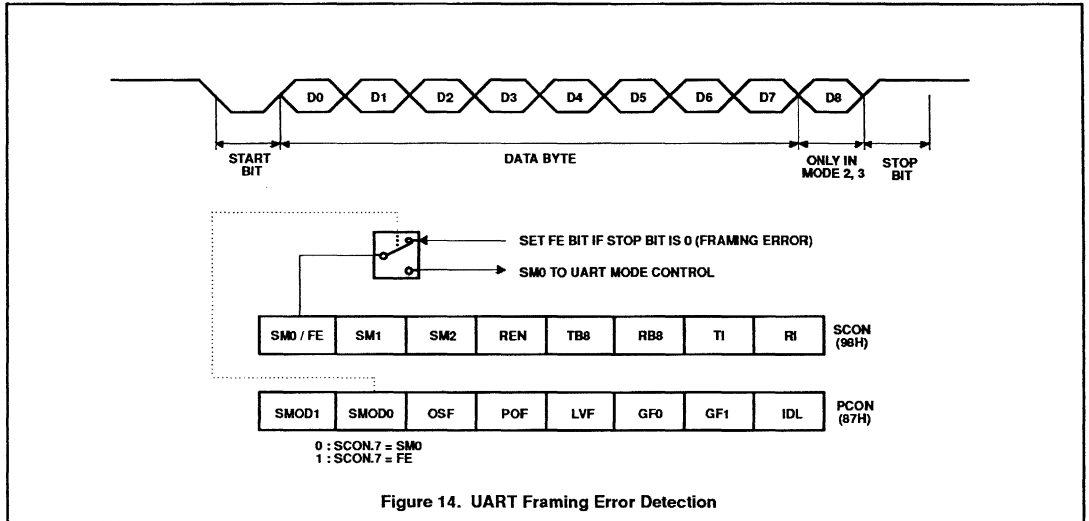 D0 D1 D2 D3 D4 D5 D6 D7 D8
START
BIT
DATA BYTE
ONLY IN
MODE 2, 3
STOP
BIT
SET FE BIT IF STOP BIT IS 0 (FRAMING ERROR)
SM0 TO UART MODE CONTROL
SM0 / FE SM1 SM2 REN TB8 RB8 TI RI
SCON
(98H)
SMOD1 SMOD0 OSF POF LVF GF0 GF1 IDL
PCON
(87H)
0 : SCON.7 = SM0
1 : SCON.7 = FE
Figure 14. UART Framing Error Detection